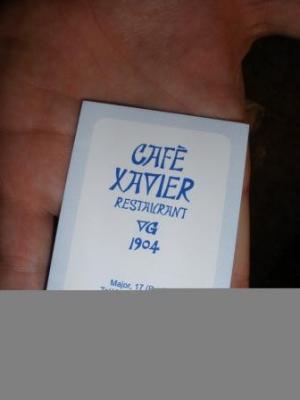 CAFÈ
XAVIER
RESTAURANT
VG
1904
Major, 17